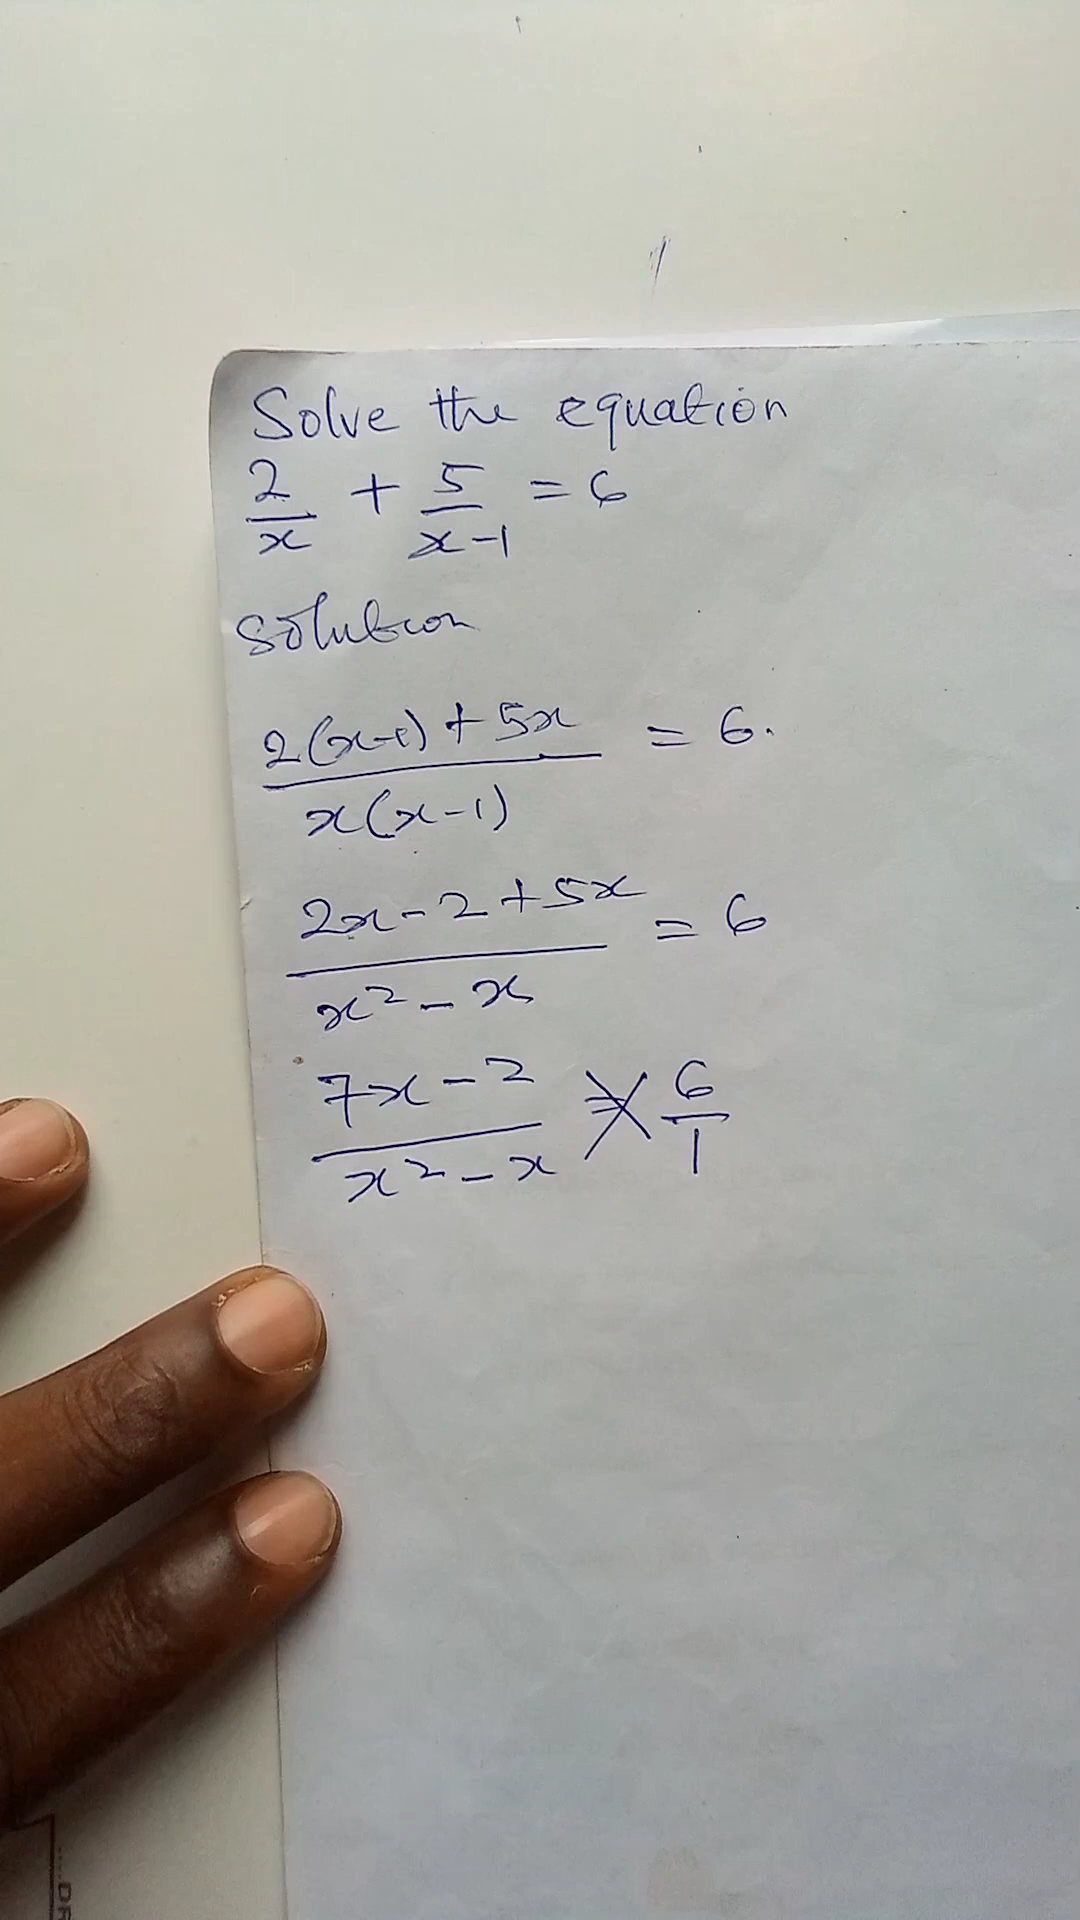 Solve the equation
2/x + 5/x-1 = 6
Solution
2(x-1) + 5x / x(x-1) = 6.
2x-2+5x / x² - x = 6
7x-2 / x² - x = 6/1